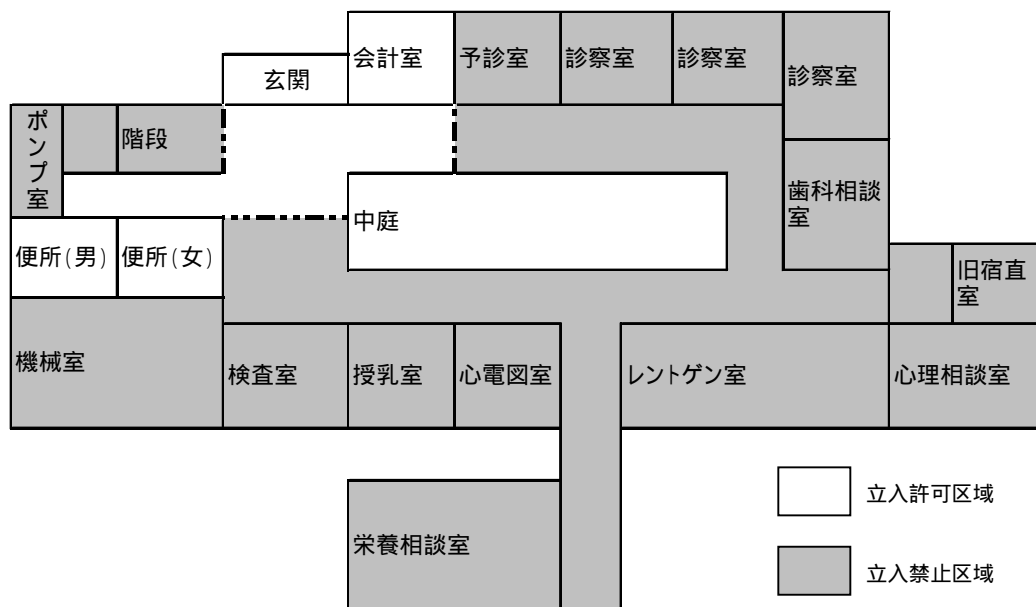 会計室
予診室
診察室
診察室
診察室
玄関
ポンプ室
階段
歯科相談
室
中庭
便所(男)
便所(女)
旧宿直
室
機械室
検査室
授乳室
心電図室
レントゲン室
心理相談室
立入許可区域
栄養相談室
立入禁止区域